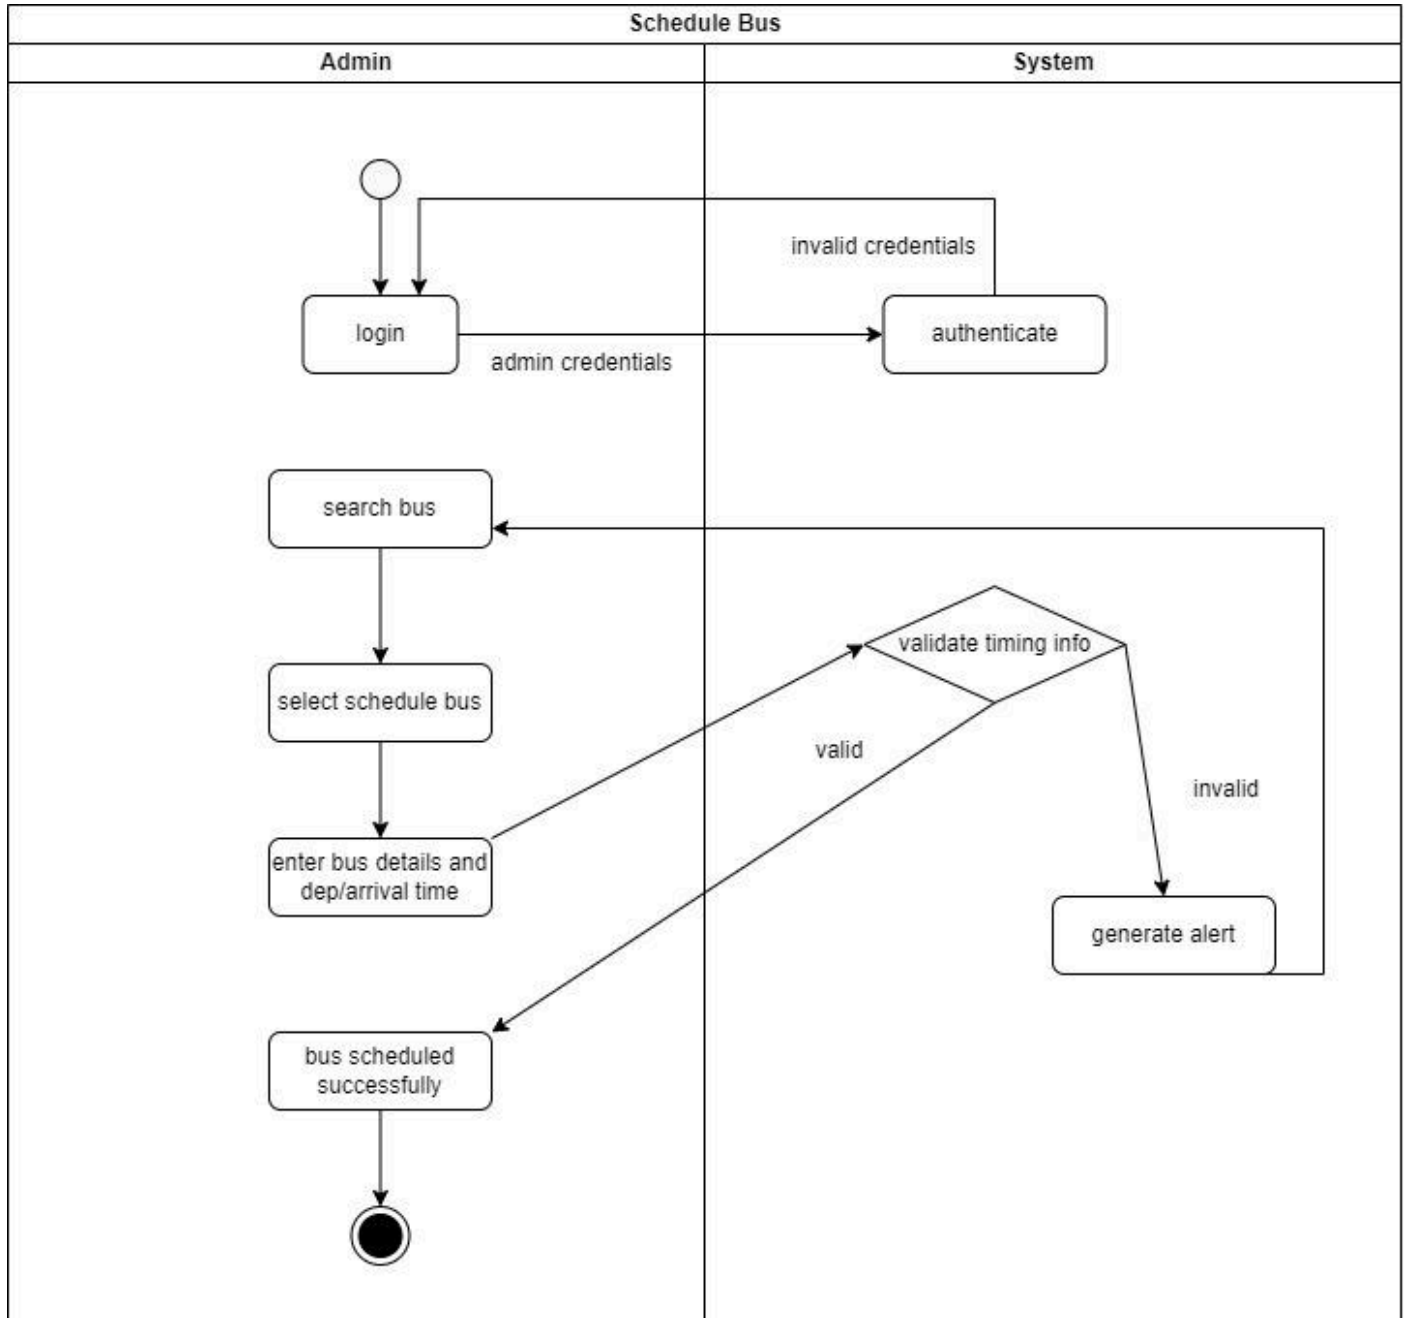 Schedule Bus
Admin
System
invalid credentials
login
authenticate
admin credentials
search bus
validate timing info
select schedule bus
valid
invalid
enter bus details and
dep/arrival time
generate alert
bus scheduled
successfully